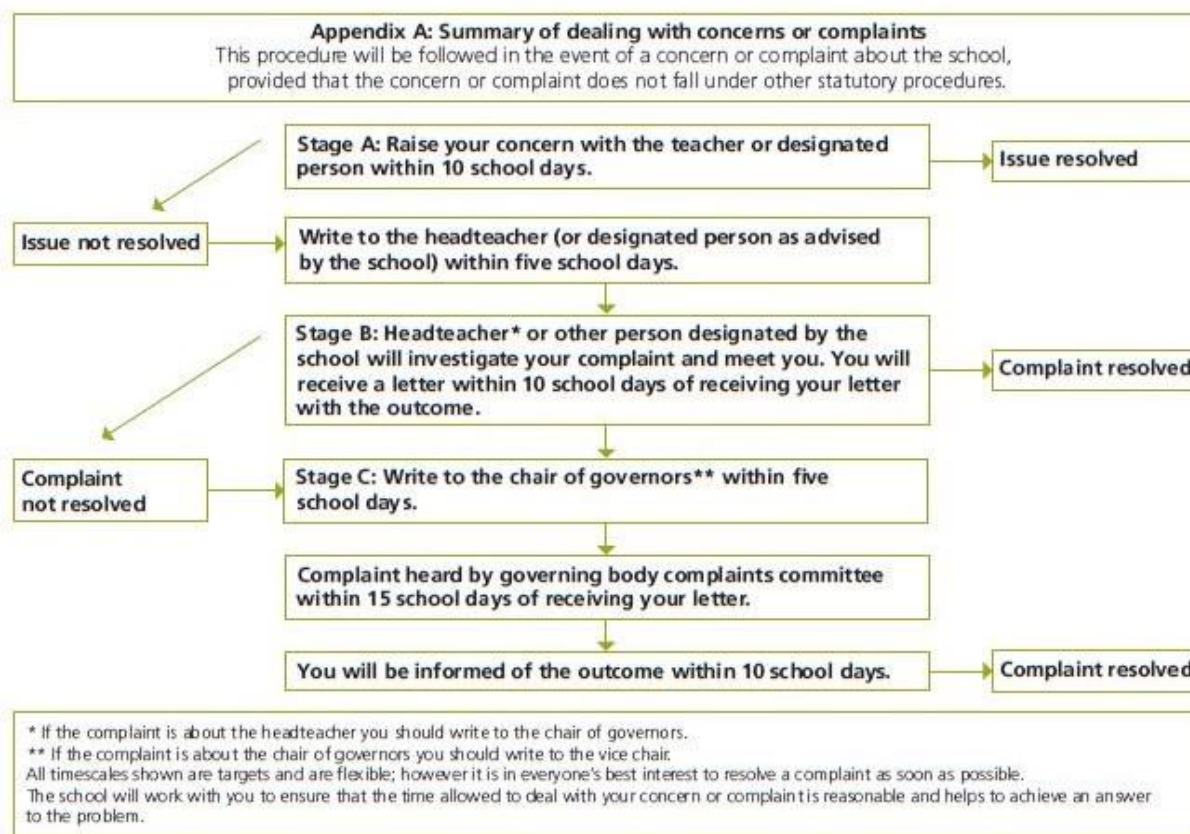 Appendix A: Summary of dealing with concerns or complaints
This procedure will be followed in the event of a concern or complaint about the school,
provided that the concern or complaint does not fall under other statutory procedures.
Stage A: Raise your concern with the teacher or designated
person within 10 school days.
Issue resolved
Issue not resolved
Write to the headteacher (or designated person as advised
by the school) within five school days.
Stage B: Headteacher* or other person designated by the
school will investigate your complaint and meet you. You will
receive a letter within 10 school days of receiving your letter
with the outcome.
Complaint resolved
Complaint
not resolved
Stage C: Write to the chair of governors** within five
school days.
Complaint heard by governing body complaints committee
within 15 school days of receiving your letter.
You will be informed of the outcome within 10 school days.
Complaint resolved
* If the complaint is about the headteacher you should write to the chair of governors.
** If the complaint is about the chair of governors you should write to the vice chair.
All timescales shown are targets and are flexible; however it is in everyone's best interest to resolve a complaint as soon as possible.
The school will work with you to ensure that the time allowed to deal with your concern or complaint is reasonable and helps to achieve an answer
to the problem.